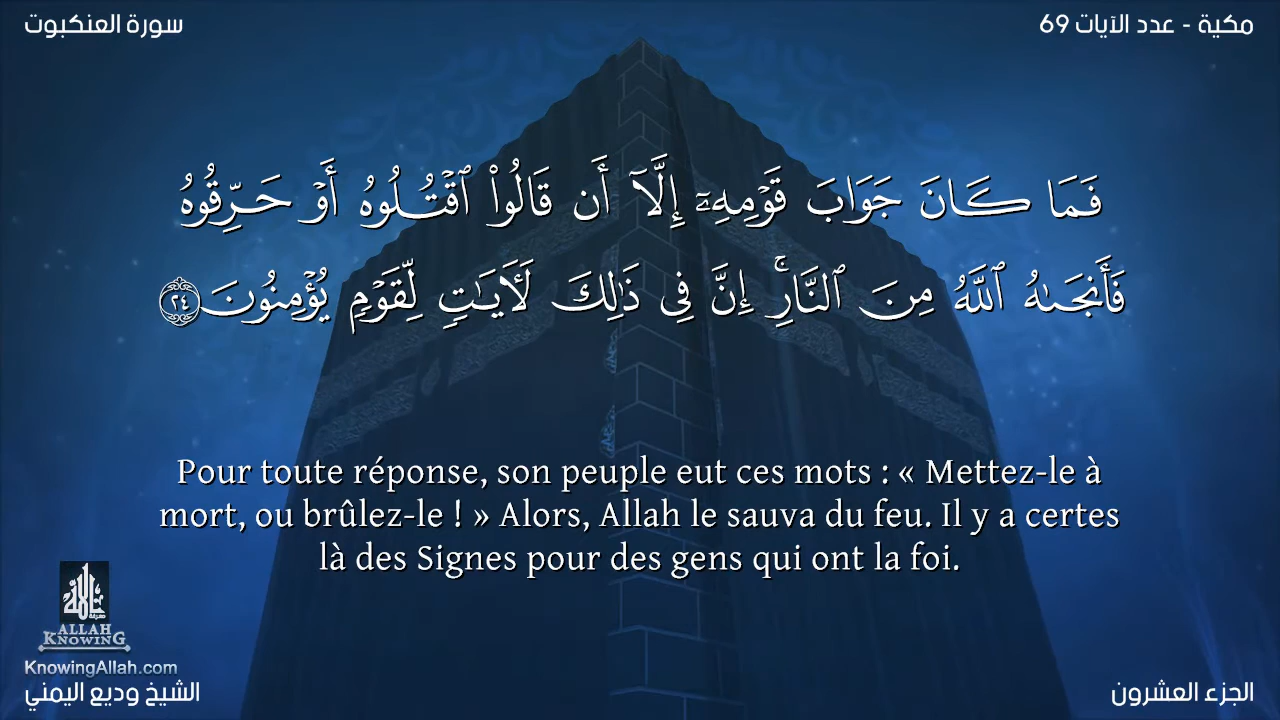 مكية - عدد الآيات 69
سورة العنكبوت
فَمَا كَانَ جَوَابَ قَوْمِهِۦٓ إِلَّآ أَن قَالُوا۟ ٱقْتُلُوهُ أَوْ حَرِّقُوهُ
فَأَنجَىٰهُ ٱللَّهُ مِنَ ٱلنَّارِ ۚ إِنَّ فِى ذَٰلِكَ لَـَٔايَـٰتٍ لِّقَوْمٍ يُؤْمِنُونَ ٢٤
Pour toute réponse, son peuple eut ces mots : « Mettez-le à
mort, ou brûlez-le ! » Alors, Allah le sauva du feu. Il y a certes
là des Signes pour des gens qui ont la foi.
معرفة الله
ALLAH
KNOWING
KnowingAllah.com
الشيخ وديع اليمني
الجزء العشرون